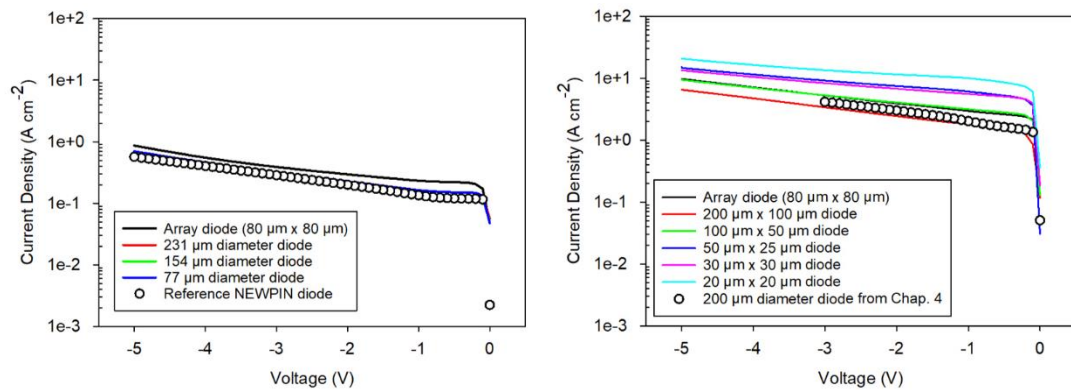 1e+2
1e+1
1e+0
1e-1
1e-2
1e-3
Current Density (A cm⁻²)
Array diode (80 µm x 80 µm)
231 µm diameter diode
154 µm diameter diode
77 µm diameter diode
Reference NEWPIN diode
-5 -4 -3 -2 -1 0
Voltage (V)
1e+2
1e+1
1e+0
1e-1
1e-2
1e-3
Current Density (A cm⁻²)
Array diode (80 µm x 80 µm)
200 µm x 100 µm diode
100 µm x 50 µm diode
50 µm x 25 µm diode
30 µm x 30 µm diode
20 µm x 20 µm diode
200 µm diameter diode from Chap. 4
-5 -4 -3 -2 -1 0
Voltage (V)